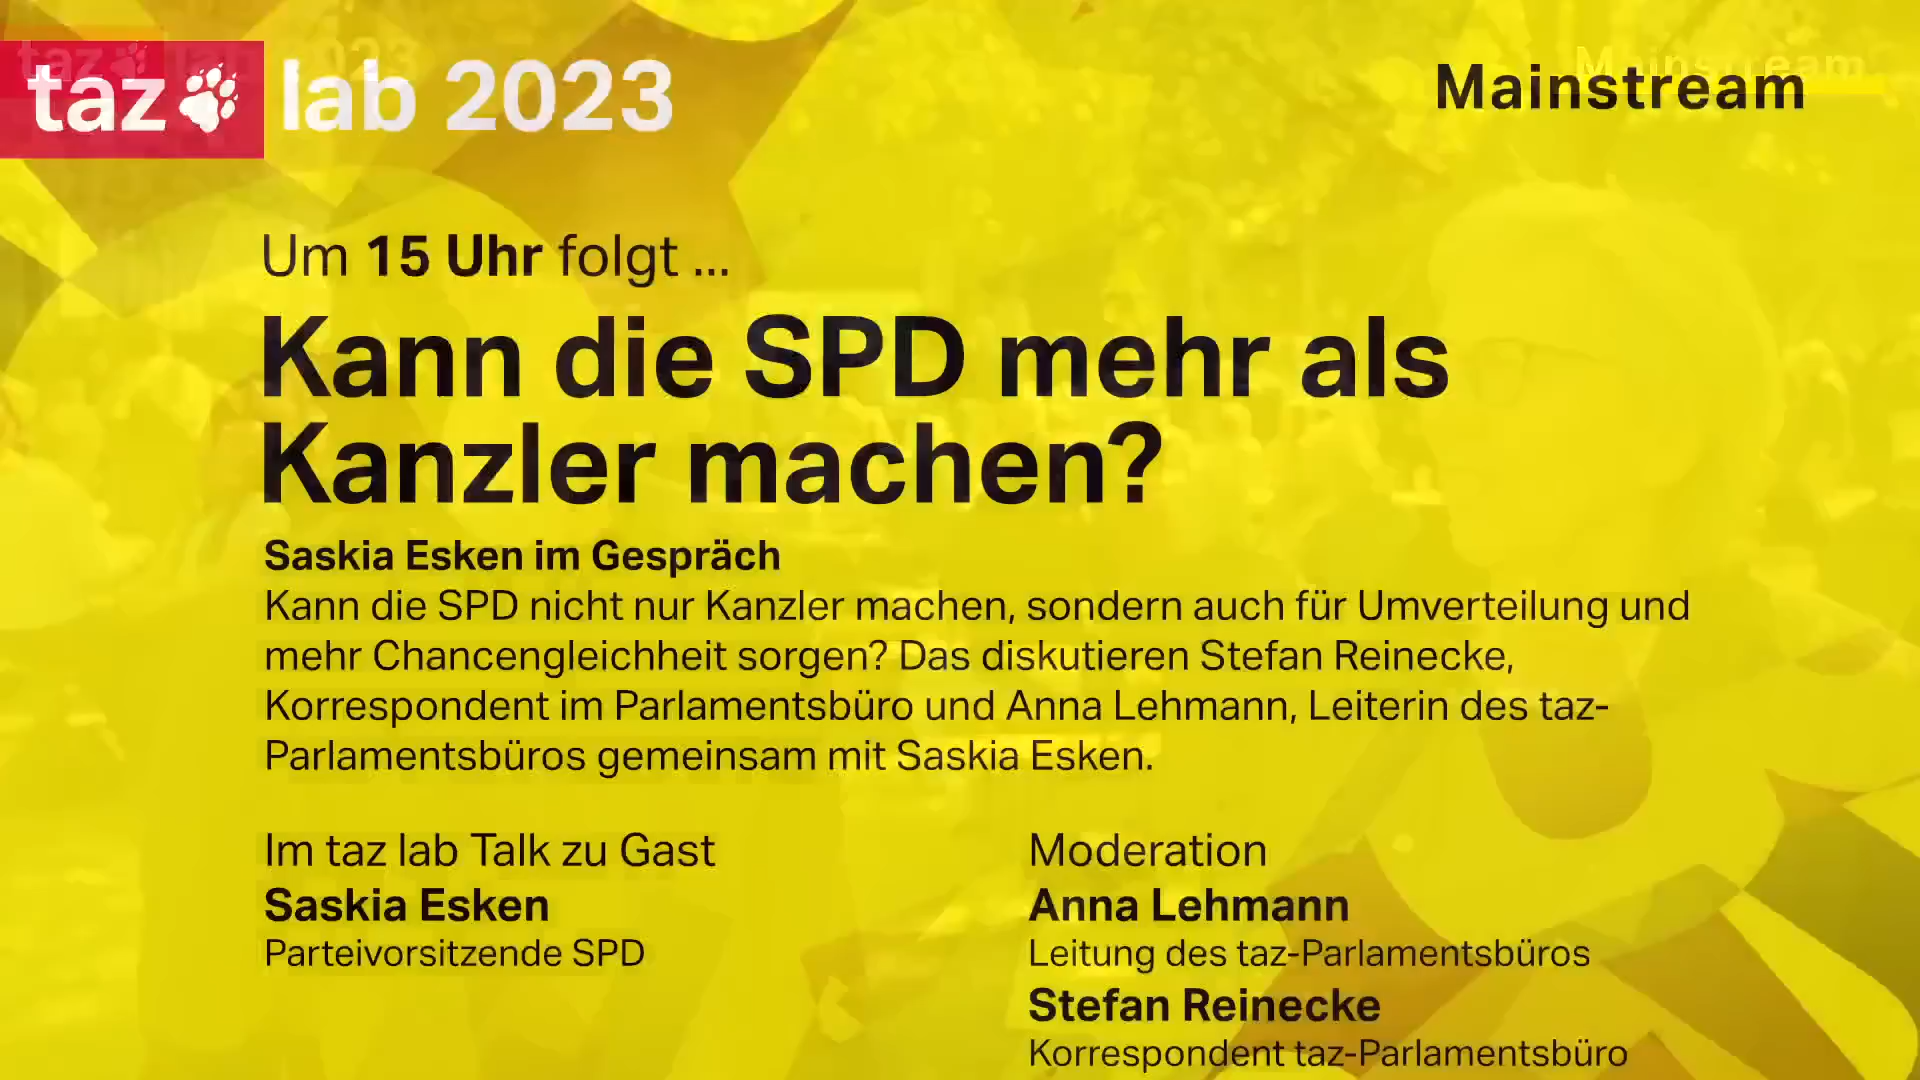 taz lab 2023
Mainstream
Um 15 Uhr folgt ...
Kann die SPD mehr als
Kanzler machen?
Saskia Esken im Gespräch
Kann die SPD nicht nur Kanzler machen, sondern auch für Umverteilung und
mehr Chancengleichheit sorgen? Das diskutieren Stefan Reinecke,
Korrespondent im Parlamentsbüro und Anna Lehmann, Leiterin des taz-
Parlamentsbüros gemeinsam mit Saskia Esken.
Im taz lab Talk zu Gast
Saskia Esken
Parteivorsitzende SPD
Moderation
Anna Lehmann
Leitung des taz-Parlamentsbüros
Stefan Reinecke
Korrespondent taz-Parlamentsbüro